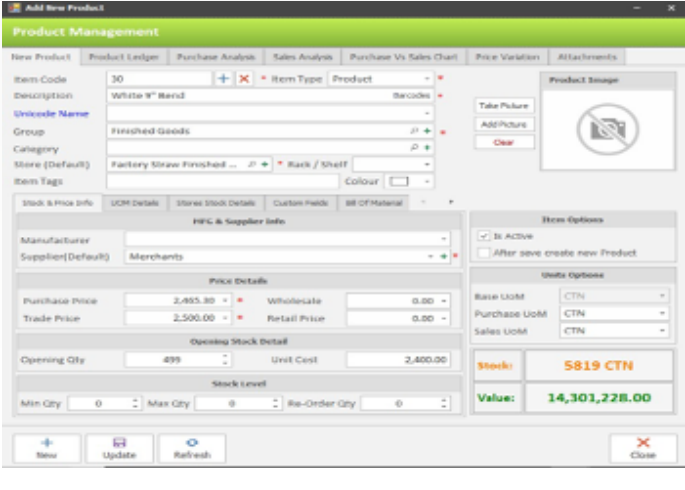 Add New Product
Product Management
New Product Product Ledger Purchase Analysis Sales Analysis Purchase Vs Sales Chart Price Variation Attachments
Item Code 30 * Item Type Product *
Product Image
Description White 9" Bend Barcodes *
Take Picture
Unicode Name
Add Picture
Group Finished Goods *
Clear
Category
Store (Default) Factory Straw Finished ... * Rack / Shelf
Item Tags Colour
Stock & Price Info UOM Details Stores Stock Details Custom Fields Bill Of Material
MFG & Supplier Info
Item Options
Manufacturer
Is Active
Supplier(Default) Merchants *
After save create new Product
Price Details
Units Options
Purchase Price 2,465.30 * Wholesale 0.00
Base UoM CTN
Trade Price 2,500.00 * Retail Price 0.00
Purchase UoM CTN
Sales UoM CTN
Opening Stock Detail
Opening Qty 499 Unit Cost 2,400.00
Stock: 5819 CTN
Stock Level
Min Qty 0 Max Qty 0 Re-Order Qty 0
Value: 14,301,228.00
New Update Refresh Close